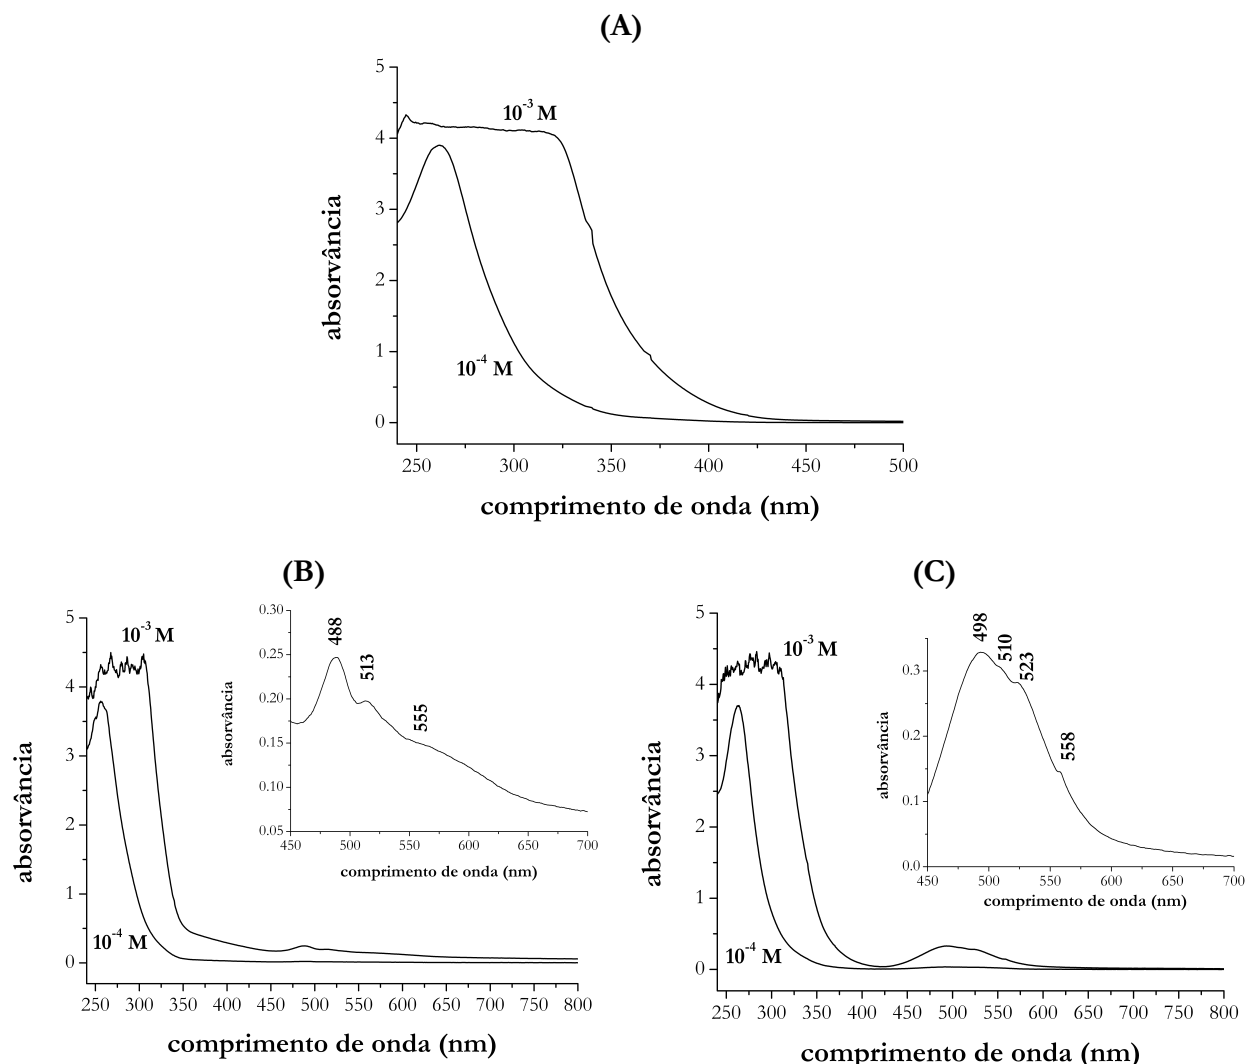 (A)
5
4
3
2
1
0
absorvância
10⁻³ M
10⁻⁴ M
250 300 350 400 450 500
comprimento de onda (nm)
(B)
5
4
3
2
1
0
absorvância
10⁻³ M
10⁻⁴ M
250 300 350 400 450 500 550 600 650 700 750 800
comprimento de onda (nm)
0.30
0.25
0.20
0.15
0.10
0.05
absorvância
488
513
555
450 500 550 600 650 700
comprimento de onda (nm)
(C)
5
4
3
2
1
0
absorvância
10⁻³ M
10⁻⁴ M
250 300 350 400 450 500 550 600 650 700 750 800
comprimento de onda (nm)
0.3
0.2
0.1
0.0
absorvância
498
510
523
558
450 500 550 600 650 700
comprimento de onda (nm)